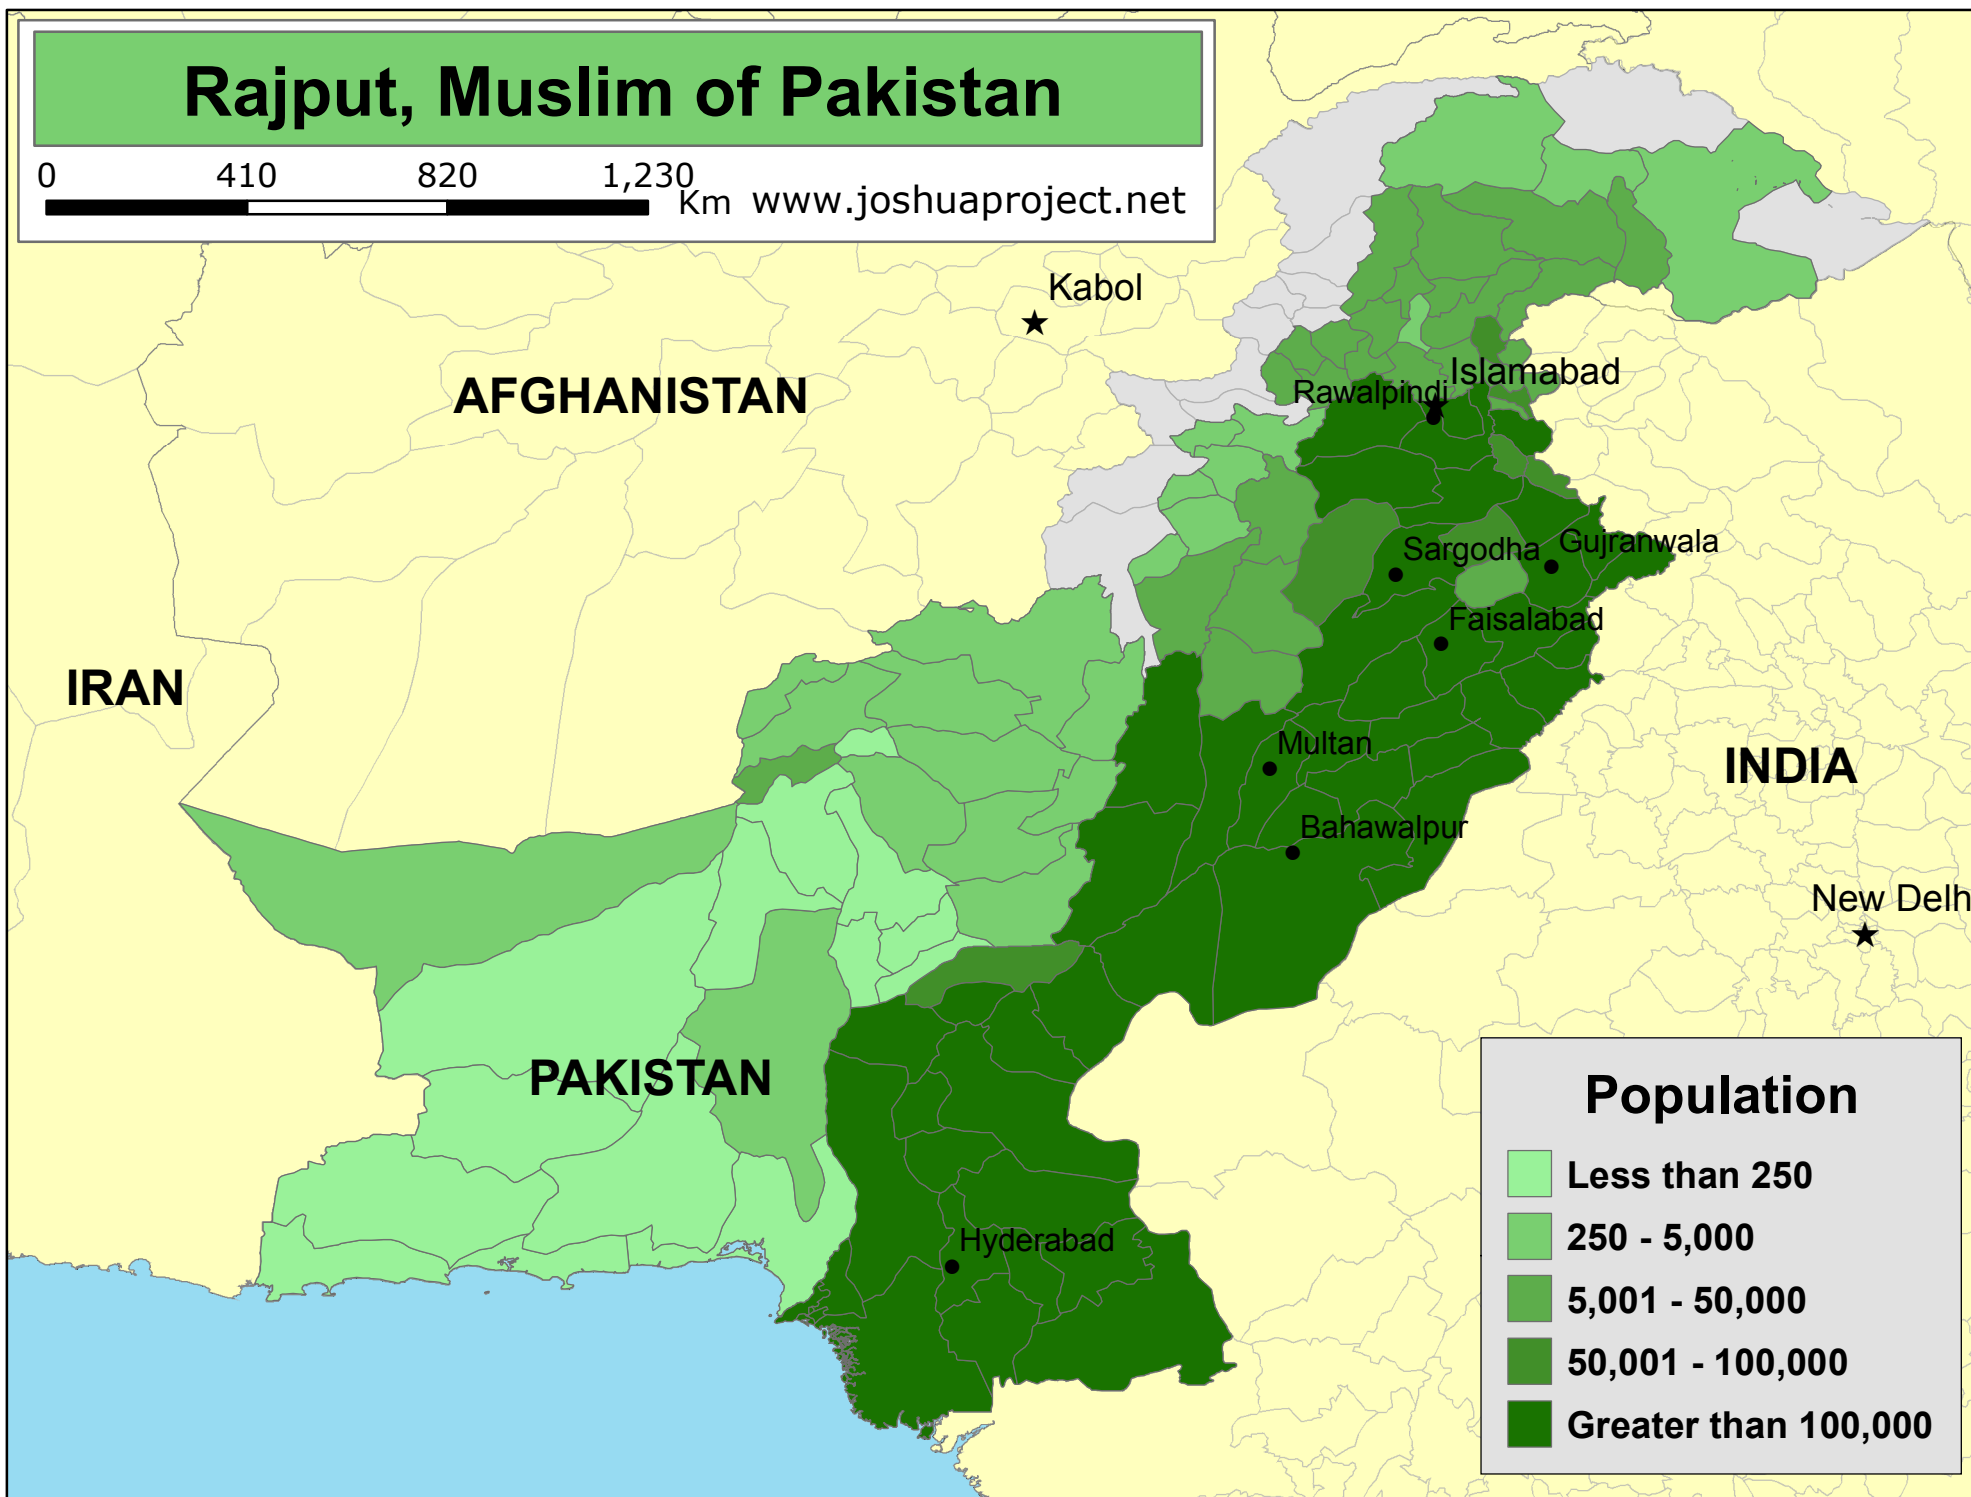 Rajput, Muslim of Pakistan
0 410 820 1,230
Km www.joshuaproject.net
Kabol
AFGHANISTAN
Islamabad
Rawalpindi
Sargodha
Gujranwala
Faisalabad
IRAN
Multan
INDIA
Bahawalpur
New Delh
PAKISTAN
Hyderabad
Population
Less than 250
250 - 5,000
5,001 - 50,000
50,001 - 100,000
Greater than 100,000